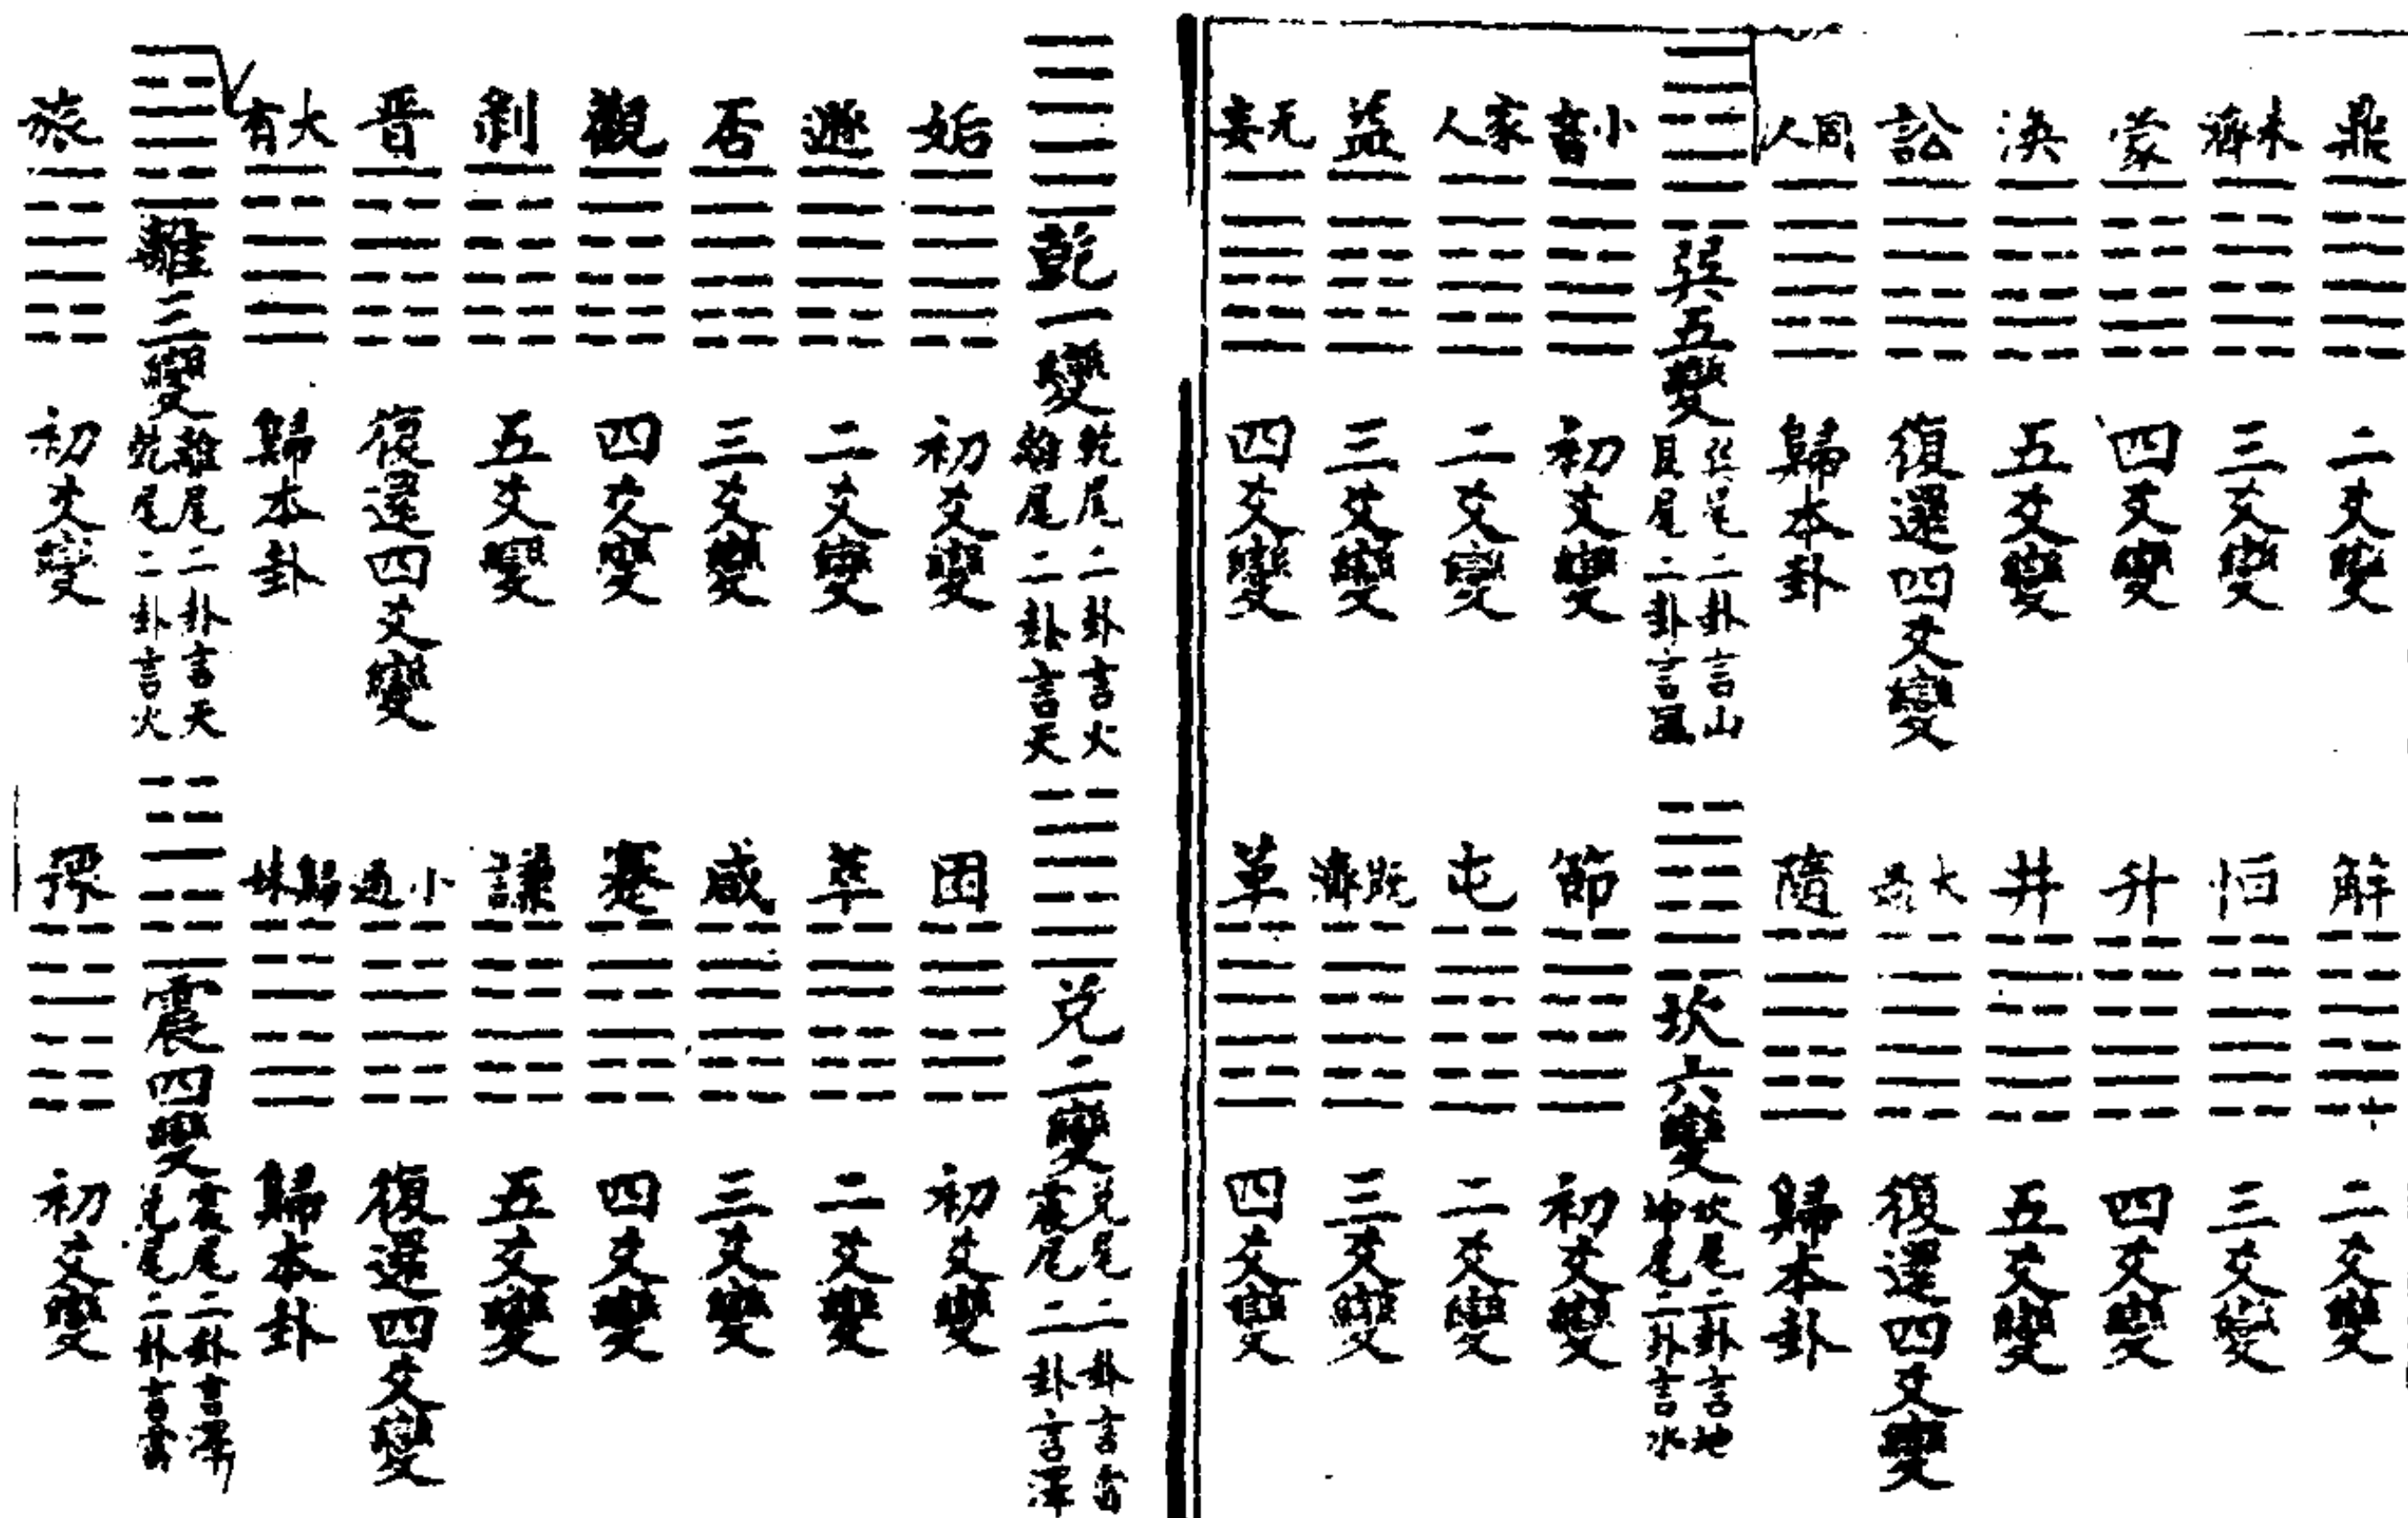 乾一變 乾尾二卦言火 離尾二卦言天 兌二變 兌尾二卦言雷 震尾二卦言澤
姤 初爻變 困 初爻變
遯 二爻變 萃 二爻變
否 三爻變 咸 三爻變
觀 四爻變 蹇 四爻變
剝 五爻變 謙 五爻變
晋 復還四爻變 小過 復還四爻變
大有 歸本卦 歸妹 歸本卦
離三變 離尾二卦言天 乾尾二卦言火 震四變 震尾二卦言澤 兌尾二卦言雷
旅 初爻變 豫 初爻變
鼎 二爻變 解 二爻變
未濟 三爻變 恒 三爻變
蒙 四爻變 升 四爻變
渙 五爻變 井 五爻變
訟 復還四爻變 大過 復還四爻變
同人 歸本卦 隨 歸本卦
巽五變 巽尾二卦言山 艮尾二卦言風 坎六變 坎尾二卦言地 坤尾二卦言水
小畜 初爻變 節 初爻變
家人 二爻變 屯 二爻變
益 三爻變 既濟 三爻變
无妄 四爻變 革 四爻變